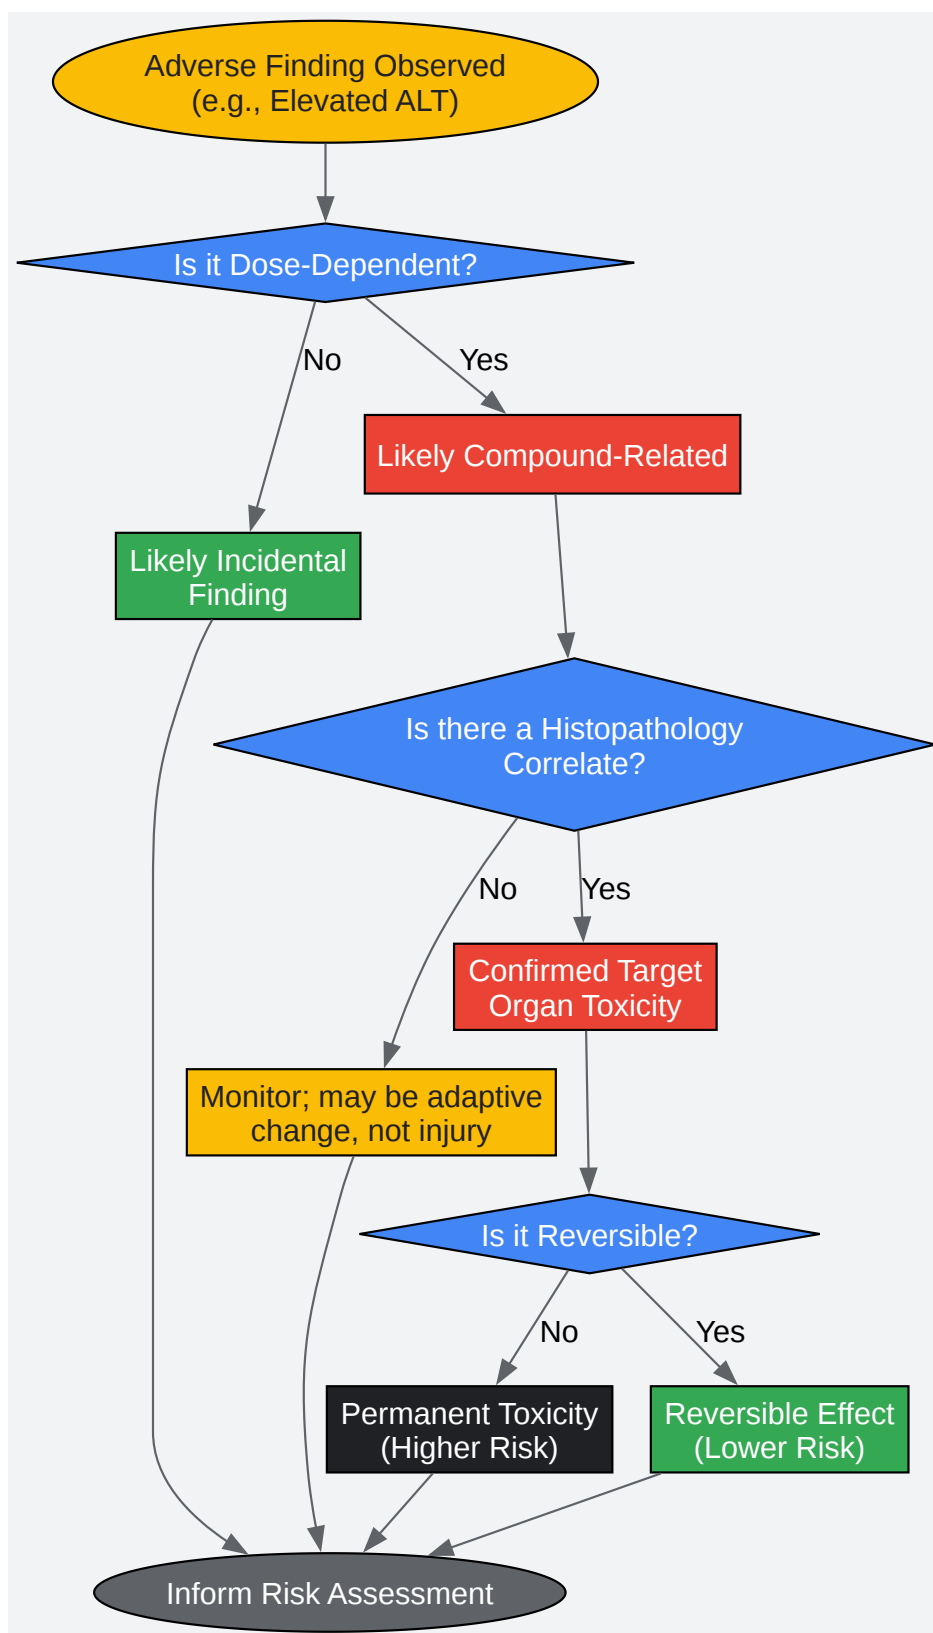 Adverse Finding Observed
(e.g., Elevated ALT)
Is it Dose-Dependent?
No
Yes
Likely Compound-Related
Likely Incidental
Finding
Is there a Histopathology
Correlate?
No
Yes
Confirmed Target
Organ Toxicity
Monitor; may be adaptive
change, not injury
Is it Reversible?
No
Yes
Permanent Toxicity
(Higher Risk)
Reversible Effect
(Lower Risk)
Inform Risk Assessment